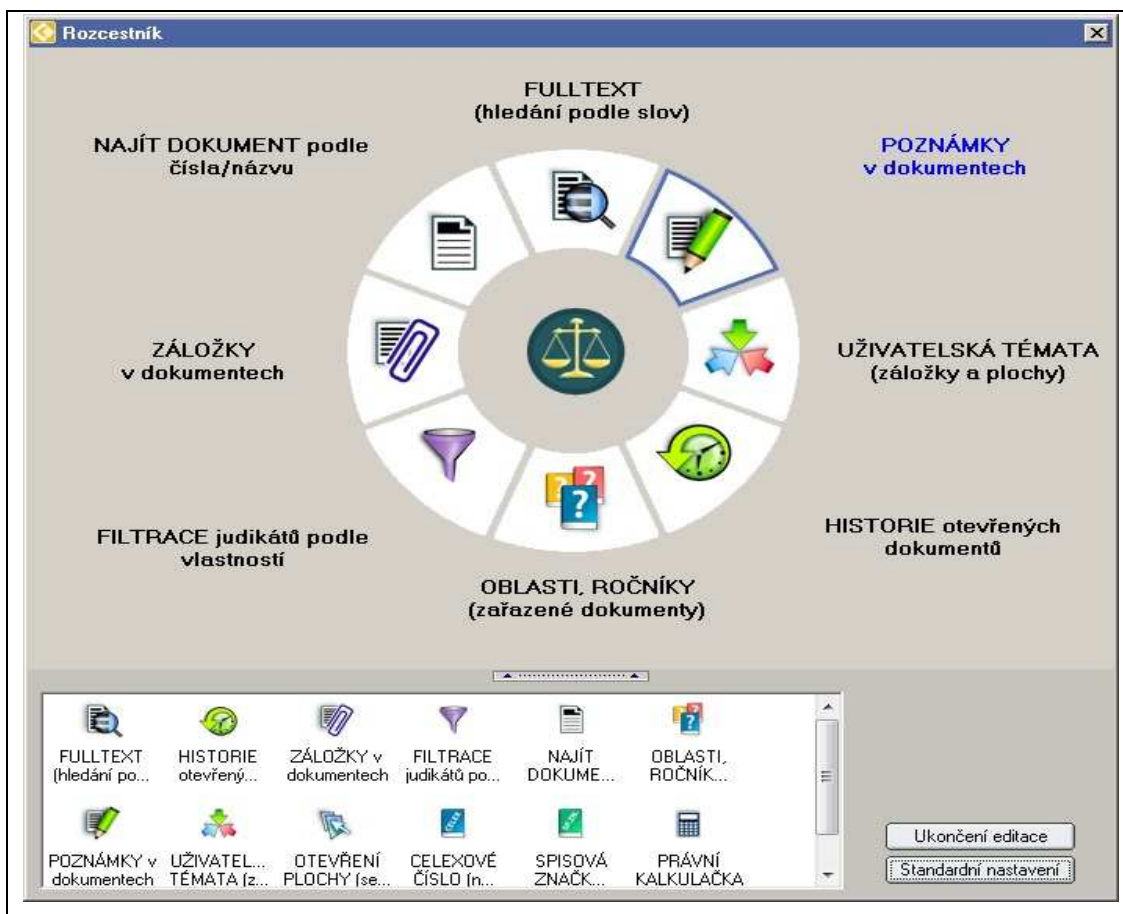 Rozcestník
FULLTEXT
(hledání podle slov)
NAJÍT DOKUMENT podle
čísla/názvu
POZNÁMKY
v dokumentech
ZÁLOŽKY
v dokumentech
UŽIVATELSKÁ TÉMATA
(záložky a plochy)
FILTRACE judikátů podle
vlastností
HISTORIE otevřených
dokumentů
OBLASTI, ROČNÍKY
(zařazené dokumenty)
FULLTEXT HISTORIE ZÁLOŽKY v FILTRACE NAJÍT OBLASTI,
(hledání po... otevřený... dokumentech judikátů po... DOKUME... ROČNÍK...
POZNÁMKY v UŽIVATEL... OTEVŘENÍ CELEXOVÉ SPISOVÁ PRÁVNÍ
dokumentech TÉMATA (z... PLOCHY (se... ČÍSLO (n... ZNAČK... KALKULAČKA
Ukončení editace
Standardní nastavení